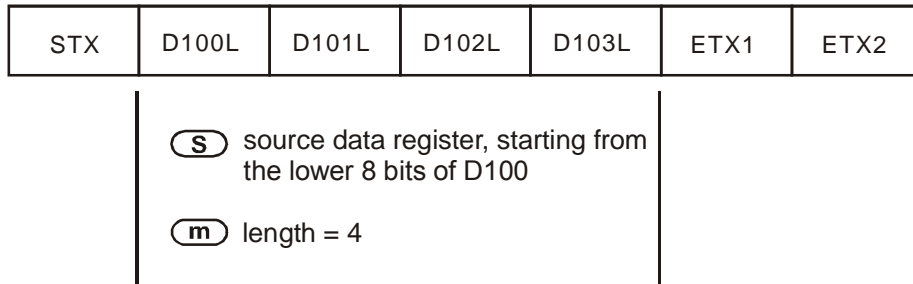 STX D100L D101L D102L D103L ETX1 ETX2
S source data register, starting from
the lower 8 bits of D100
m length = 4